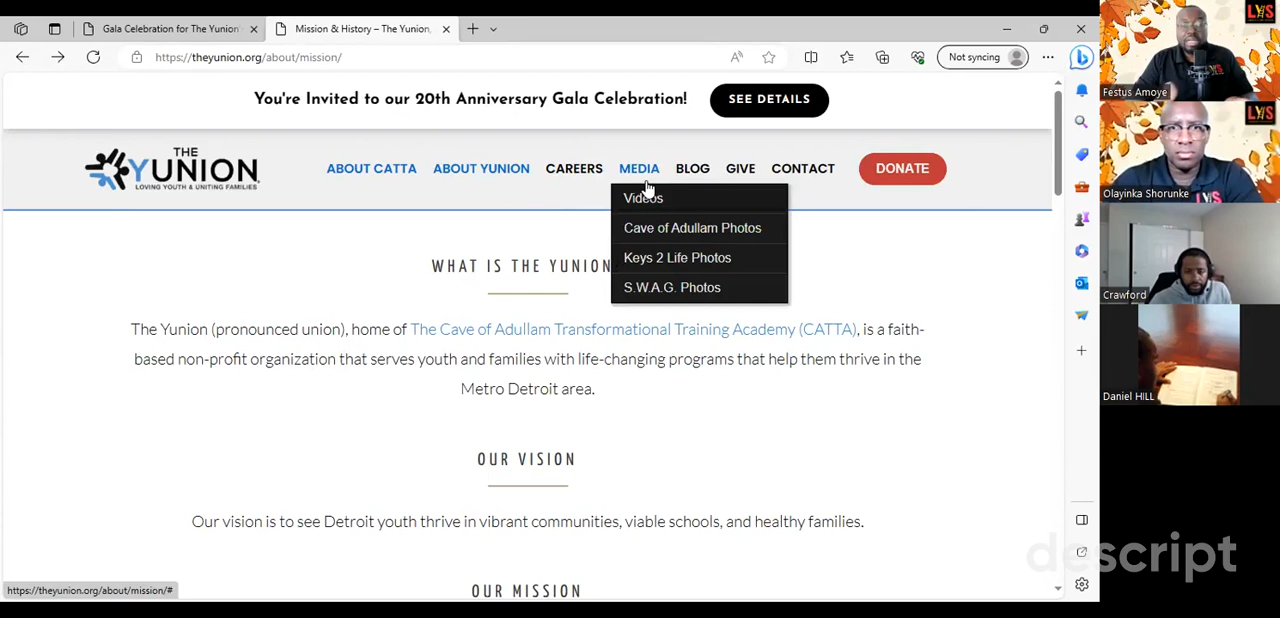 Gala Celebration for The Yunion
Mission & History – The Yunion,
https://theyunion.org/about/mission/
Not syncing
You're Invited to our 20th Anniversary Gala Celebration!
SEE DETAILS
THE
YUNION
LOVING YOUTH & UNITING FAMILIES
ABOUT CATTA
ABOUT YUNION
CAREERS
MEDIA
BLOG
GIVE
CONTACT
DONATE
Videos
Cave of Adullam Photos
Keys 2 Life Photos
S.W.A.G. Photos
WHAT IS THE YUNION
The Yunion (pronounced union), home of The Cave of Adullam Transformational Training Academy (CATTA), is a faith-
based non-profit organization that serves youth and families with life-changing programs that help them thrive in the
Metro Detroit area.
OUR VISION
Our vision is to see Detroit youth thrive in vibrant communities, viable schools, and healthy families.
OUR MISSION
https://theyunion.org/about/mission/#
LYS
Festus Amoye
LYS
Olayinka Shorunke
Crawford
Daniel HILL
descript